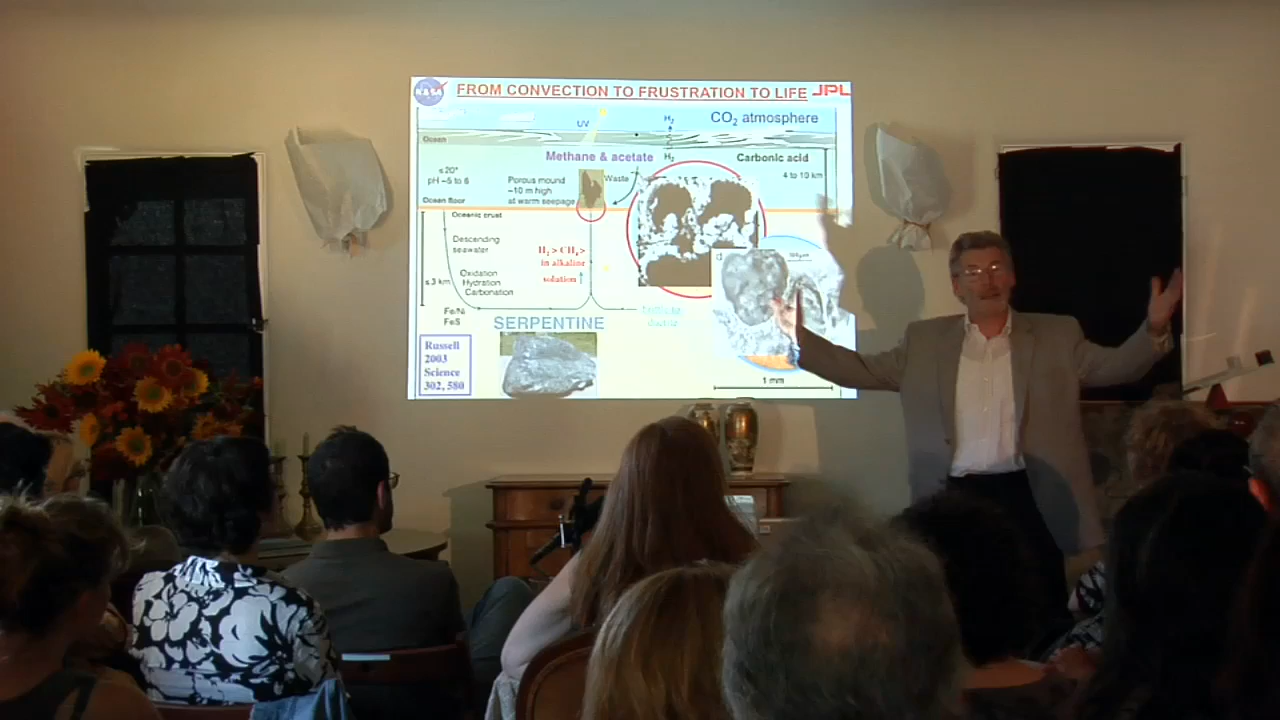 NASA
FROM CONVECTION TO FRUSTRATION TO LIFE
JPL
UV
H₂
CO₂ atmosphere
Ocean
Methane & acetate
H₂
Carbonic acid
≤20°
pH ~5 to 6
Porous mound
~10 m high
at warm seepage
Waste
4 to 10 km
Ocean floor
Oceanic crust
Descending
seawater
H₂ > CH₄ >
in alkaline
solution
Oxidation
Hydration
Carbonation
≤3 km
Fe/Ni
FeS
SERPENTINE
ductile
Russell
2003
Science
302, 580
1 mm